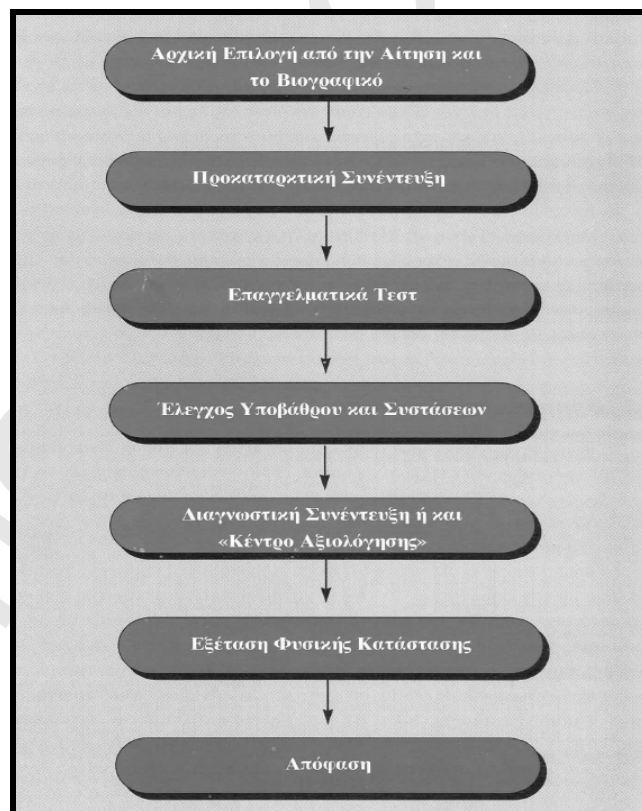 Αρχική Επιλογή από την Αίτηση και
το Βιογραφικό
Προκαταρκτική Συνέντευξη
Επαγγελματικά Τεστ
Έλεγχος Υποβάθρου και Συστάσεων
Διαγνωστική Συνέντευξη ή και
«Κέντρο Αξιολόγησης»
Εξέταση Φυσικής Κατάστασης
Απόφαση